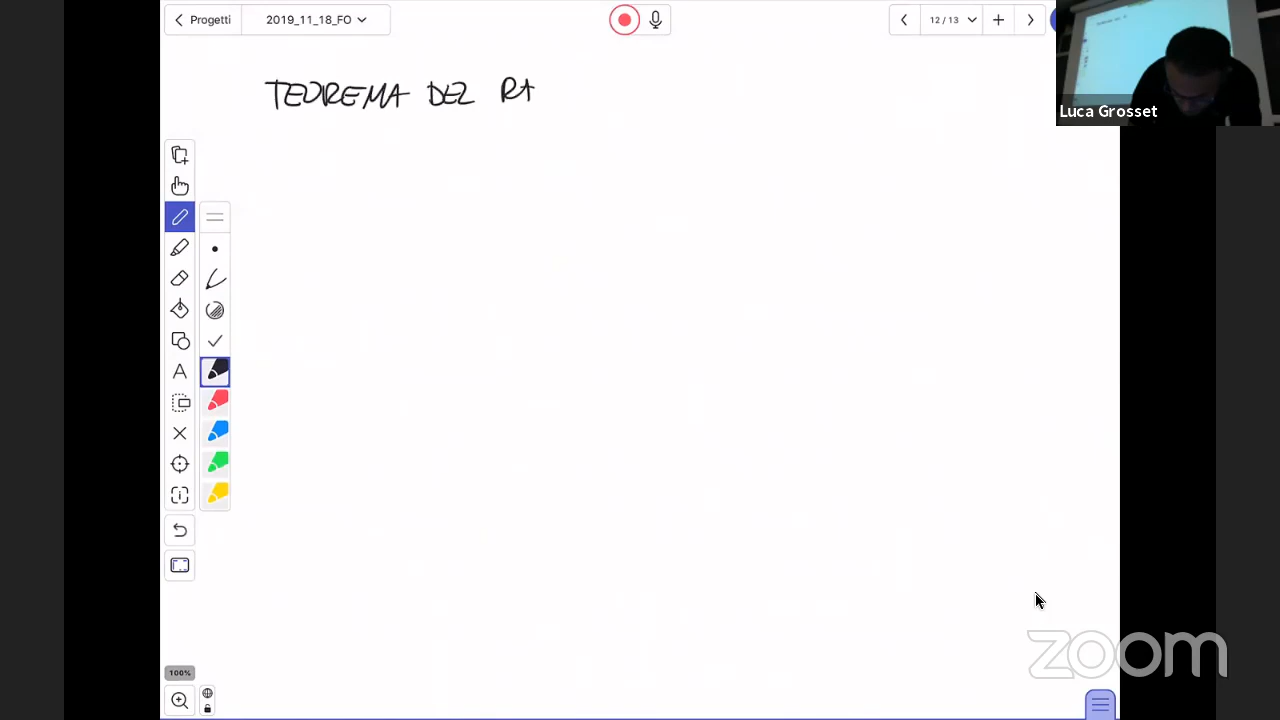 Progetti
2019_11_18_FO
12 / 13
Luca Grosset
TEOREMA DEL
A
100%
zoom